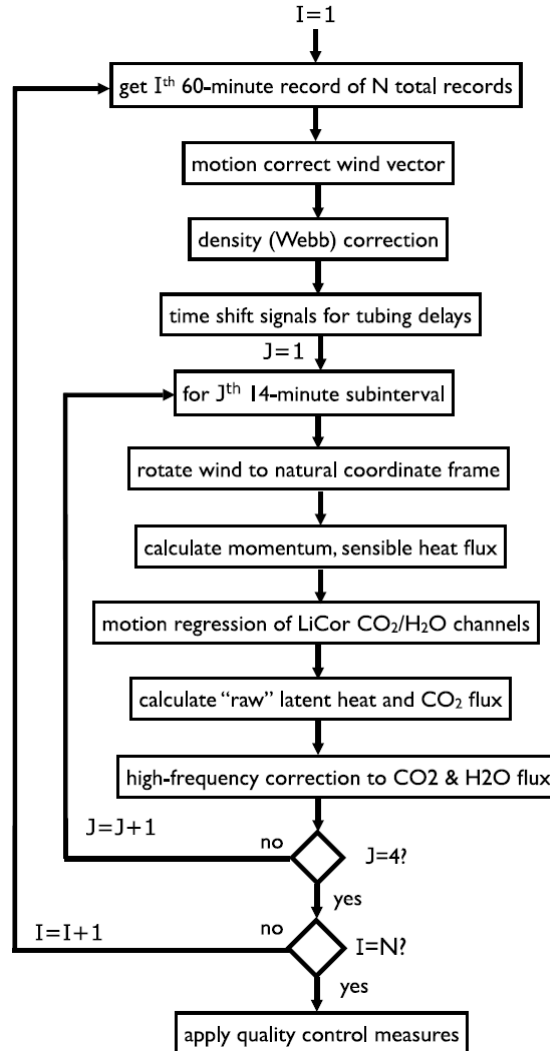 I=1
get Iᵗʰ 60-minute record of N total records
motion correct wind vector
density (Webb) correction
time shift signals for tubing delays
J=1
for Jᵗʰ 14-minute subinterval
rotate wind to natural coordinate frame
calculate momentum, sensible heat flux
motion regression of LiCor CO₂/H₂O channels
calculate “raw” latent heat and CO₂ flux
high-frequency correction to CO2 & H2O flux
J=J+1
no
J=4?
yes
I=I+1
no
I=N?
yes
apply quality control measures